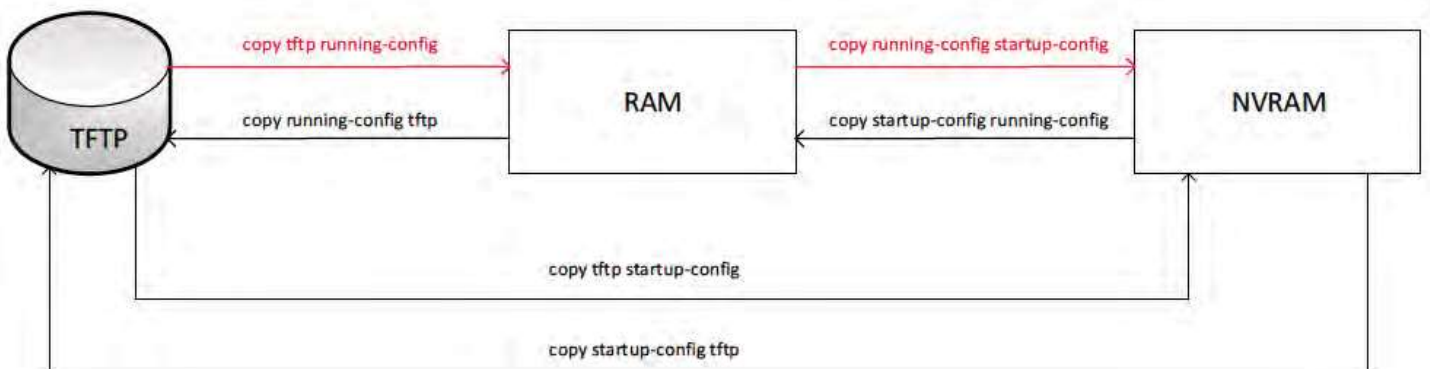 copy tftp running-config
copy running-config startup-config
RAM
NVRAM
TFTP
copy running-config tftp
copy startup-config running-config
copy tftp startup-config
copy startup-config tftp